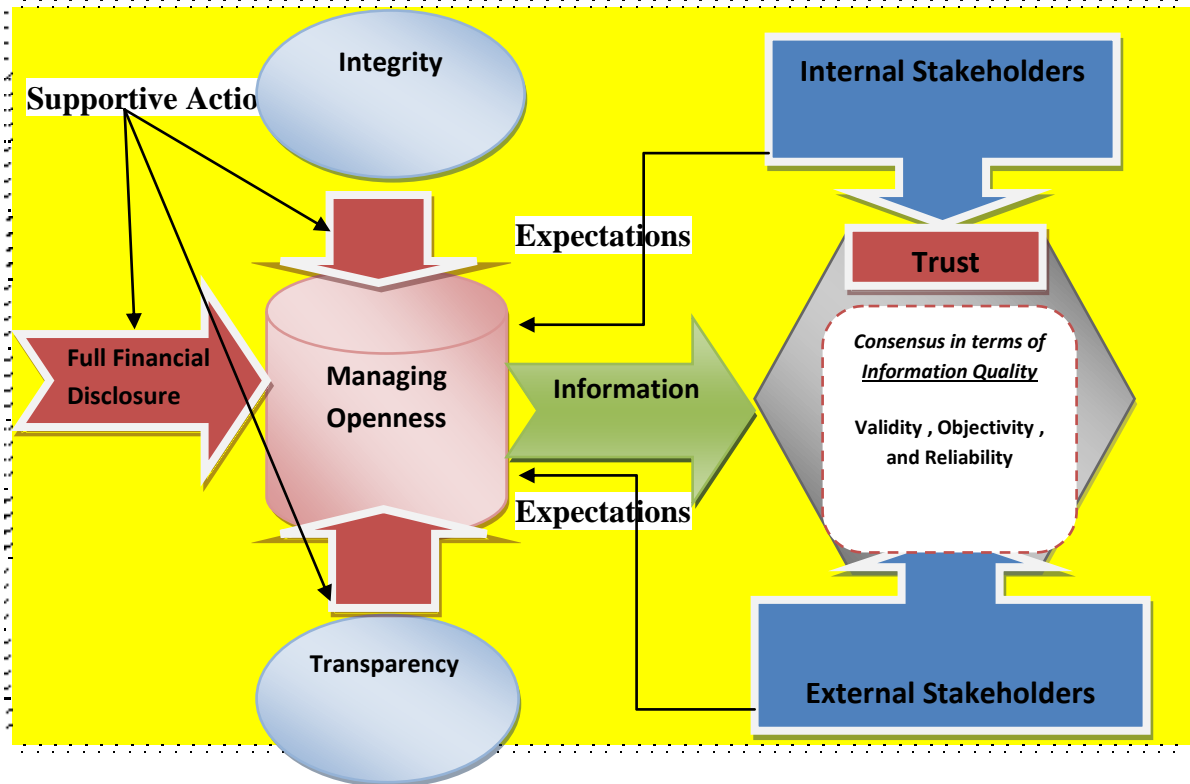 Integrity
Internal Stakeholders
Supportive Actio
Expectations
Trust
Full Financial
Disclosure
Managing
Openness
Information
Consensus in terms of
Information Quality
Validity , Objectivity ,
and Reliability
Expectations
Transparency
External Stakeholders